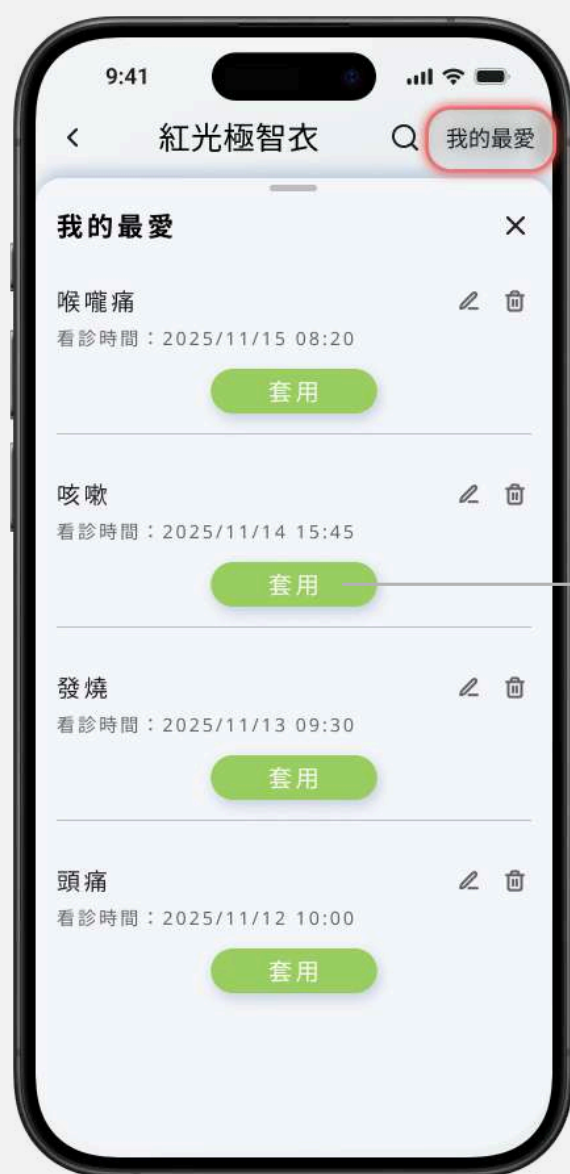 9:41
紅光極智衣
我的最愛
我的最愛
喉嚨痛
看診時間：2025/11/15 08:20
套用
咳嗽
看診時間：2025/11/14 15:45
套用
發燒
看診時間：2025/11/13 09:30
套用
頭痛
看診時間：2025/11/12 10:00
套用